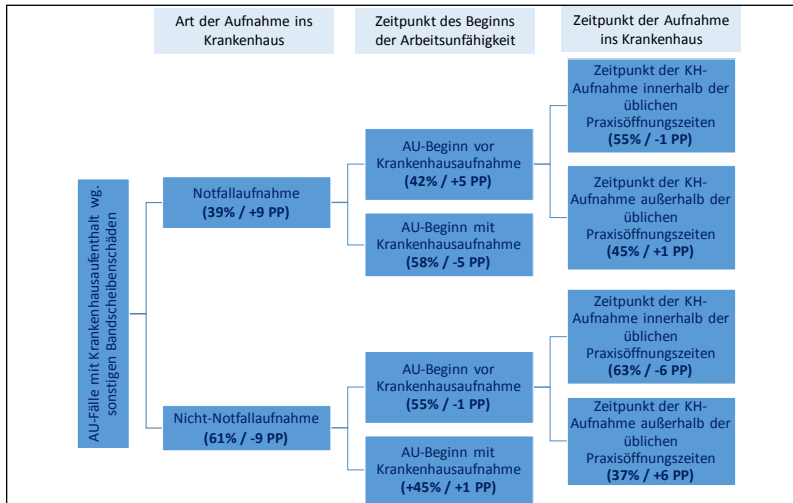 Art der Aufnahme ins
Krankenhaus
Zeitpunkt des Beginns
der Arbeitsunfähigkeit
Zeitpunkt der Aufnahme
ins Krankenhaus
AU-Fälle mit Krankenhausaufenthalt wg.
sonstigen Bandscheibenschäden
Notfallaufnahme
(39% / +9 PP)
AU-Beginn vor
Krankenhausaufnahme
(42% / +5 PP)
Zeitpunkt der KH-
Aufnahme innerhalb der
üblichen
Praxisöffnungszeiten
(55% / -1 PP)
Zeitpunkt der KH-
Aufnahme außerhalb der
üblichen
Praxisöffnungszeiten
(45% / +1 PP)
AU-Beginn mit
Krankenhausaufnahme
(58% / -5 PP)
Nicht-Notfallaufnahme
(61% / -9 PP)
AU-Beginn vor
Krankenhausaufnahme
(55% / -1 PP)
Zeitpunkt der KH-
Aufnahme innerhalb der
üblichen
Praxisöffnungszeiten
(63% / -6 PP)
Zeitpunkt der KH-
Aufnahme außerhalb der
üblichen
Praxisöffnungszeiten
(37% / +6 PP)
AU-Beginn mit
Krankenhausaufnahme
(+45% / +1 PP)